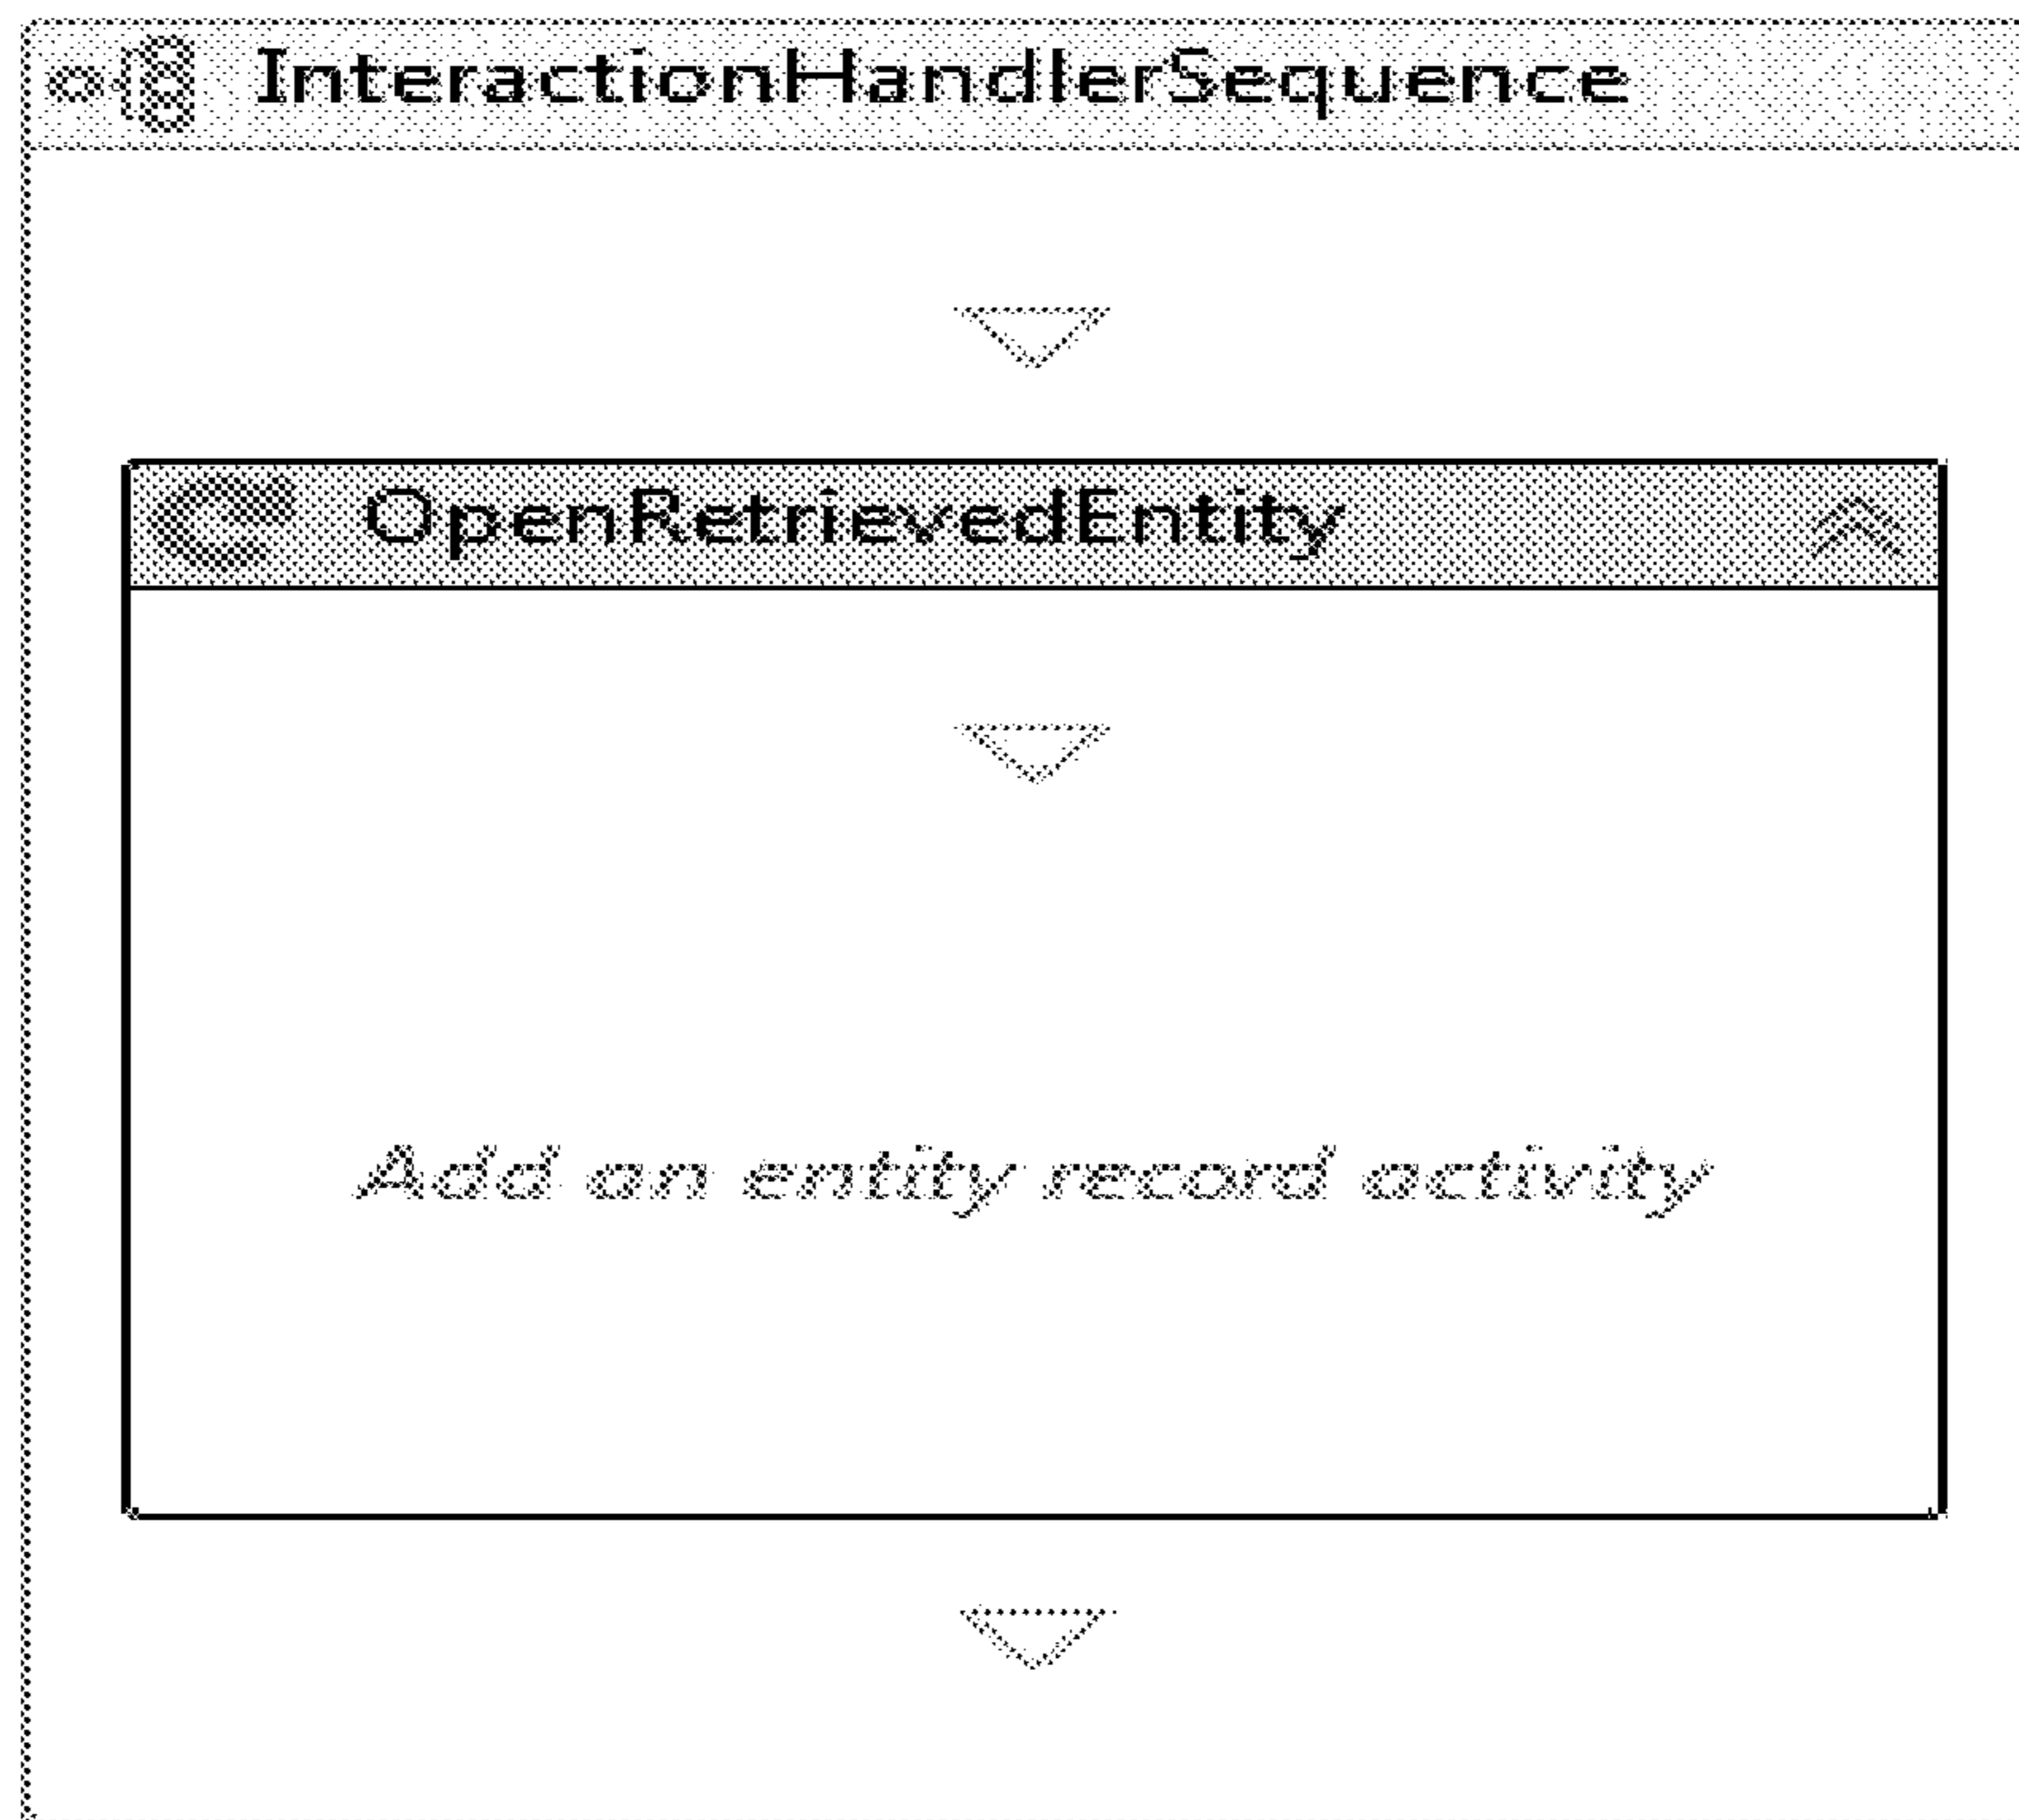 InteractionHandlerSequence
OpenRetrievedEntity
Add an entity record activity